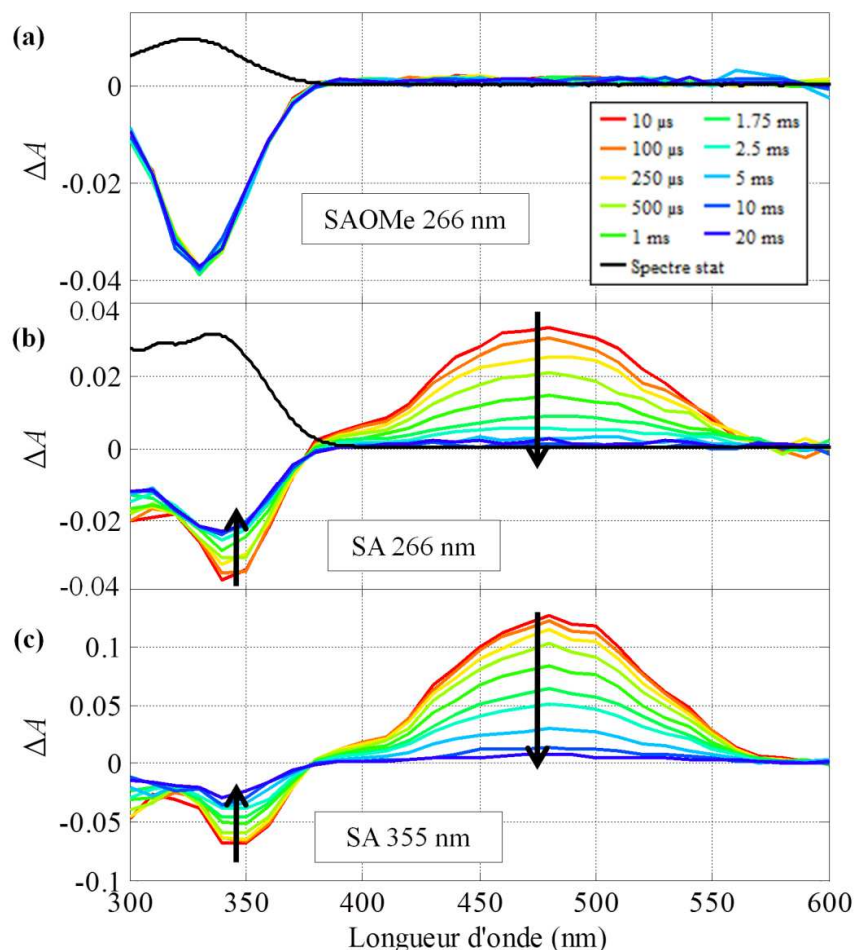 (a)
0
-0.02
-0.04
ΔA
SAOMe 266 nm
10 µs
100 µs
250 µs
500 µs
1 ms
1.75 ms
2.5 ms
5 ms
10 ms
20 ms
Spectre stat
(b)
0.04
0.02
0
-0.02
-0.04
ΔA
SA 266 nm
(c)
0.1
0.05
0
-0.05
-0.1
ΔA
SA 355 nm
300 350 400 450 500 550 600
Longueur d'onde (nm)